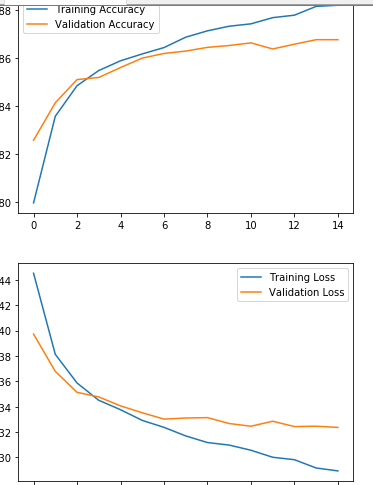 88
Training Accuracy
Validation Accuracy
86
84
82
80
0 2 4 6 8 10 12 14
44
Training Loss
Validation Loss
42
40
38
36
34
32
30